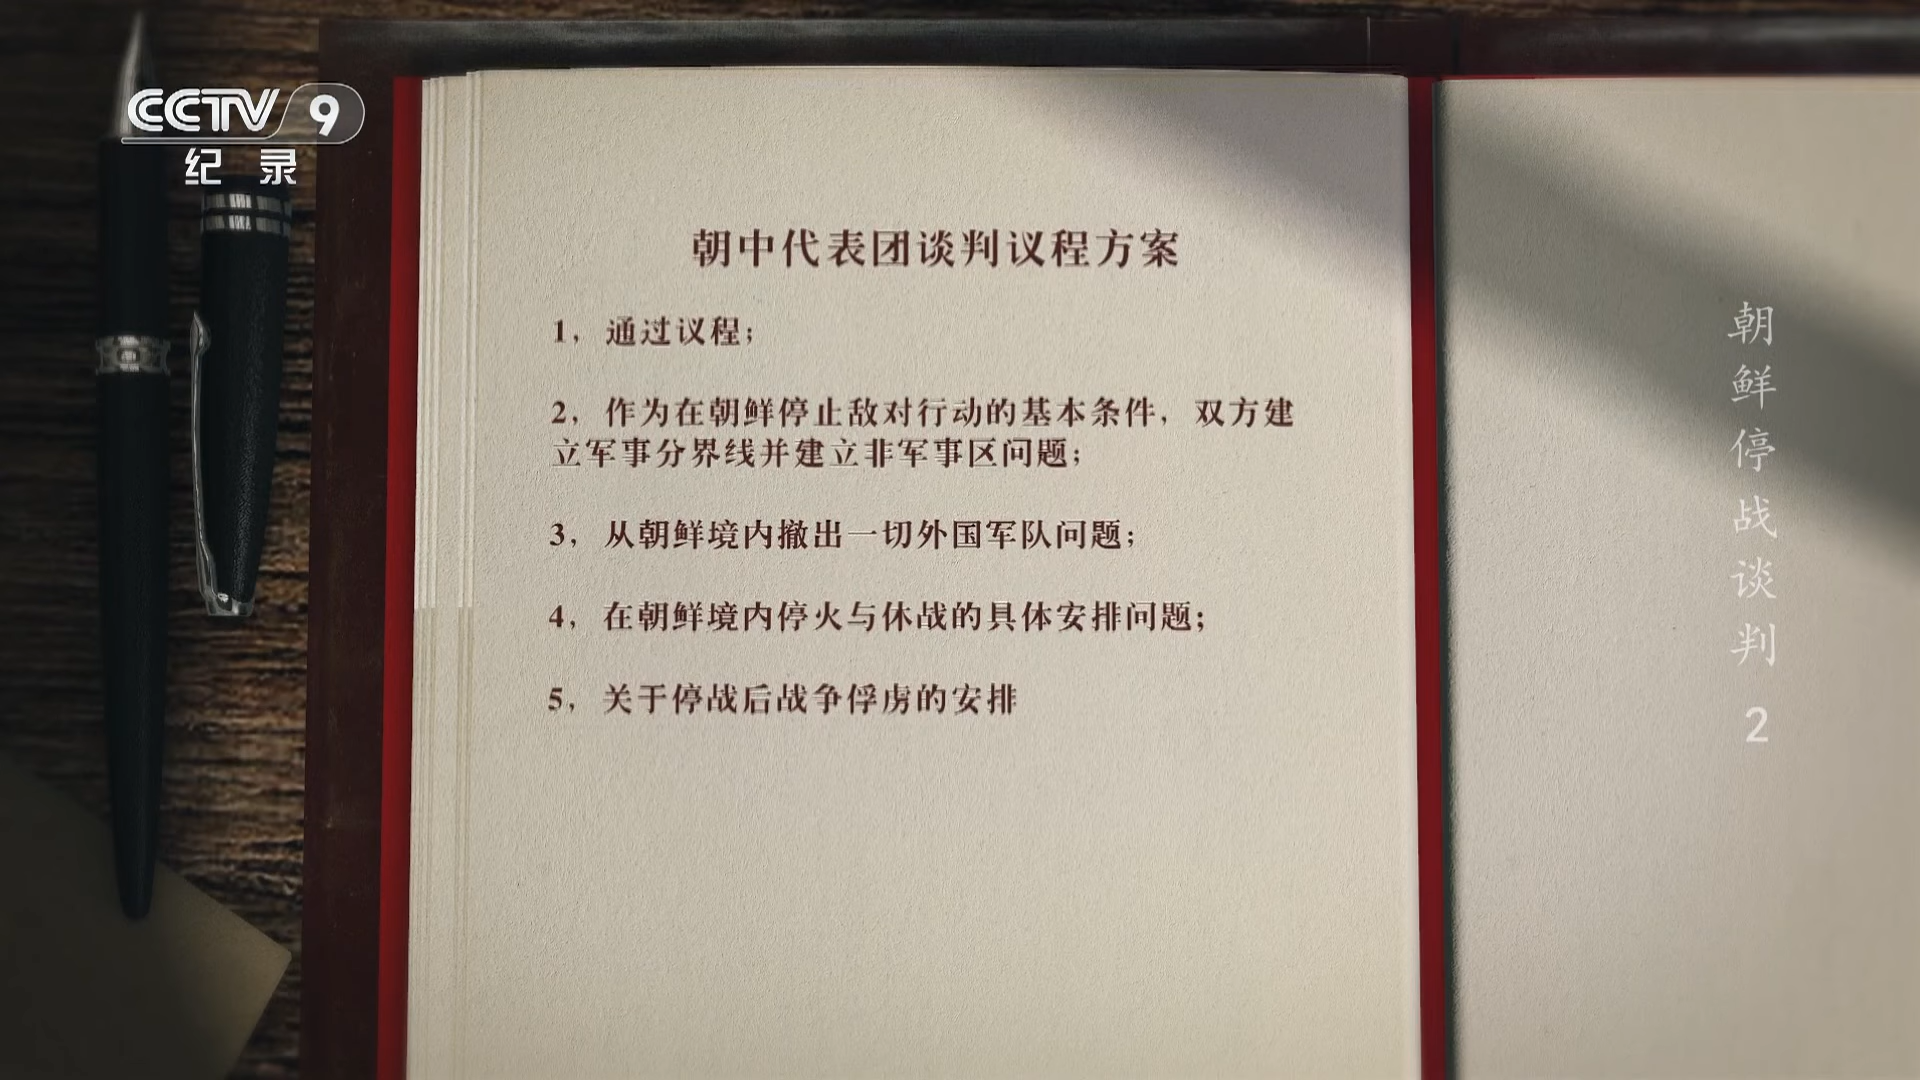 CCTV 9
纪录
朝中代表团谈判议程方案
1，通过议程；
2，作为在朝鲜停止敌对行动的基本条件，双方建
立军事分界线并建立非军事区问题；
3，从朝鲜境内撤出一切外国军队问题；
4，在朝鲜境内停火与休战的具体安排问题；
5，关于停战后战争俘虏的安排
朝鲜停战谈判2